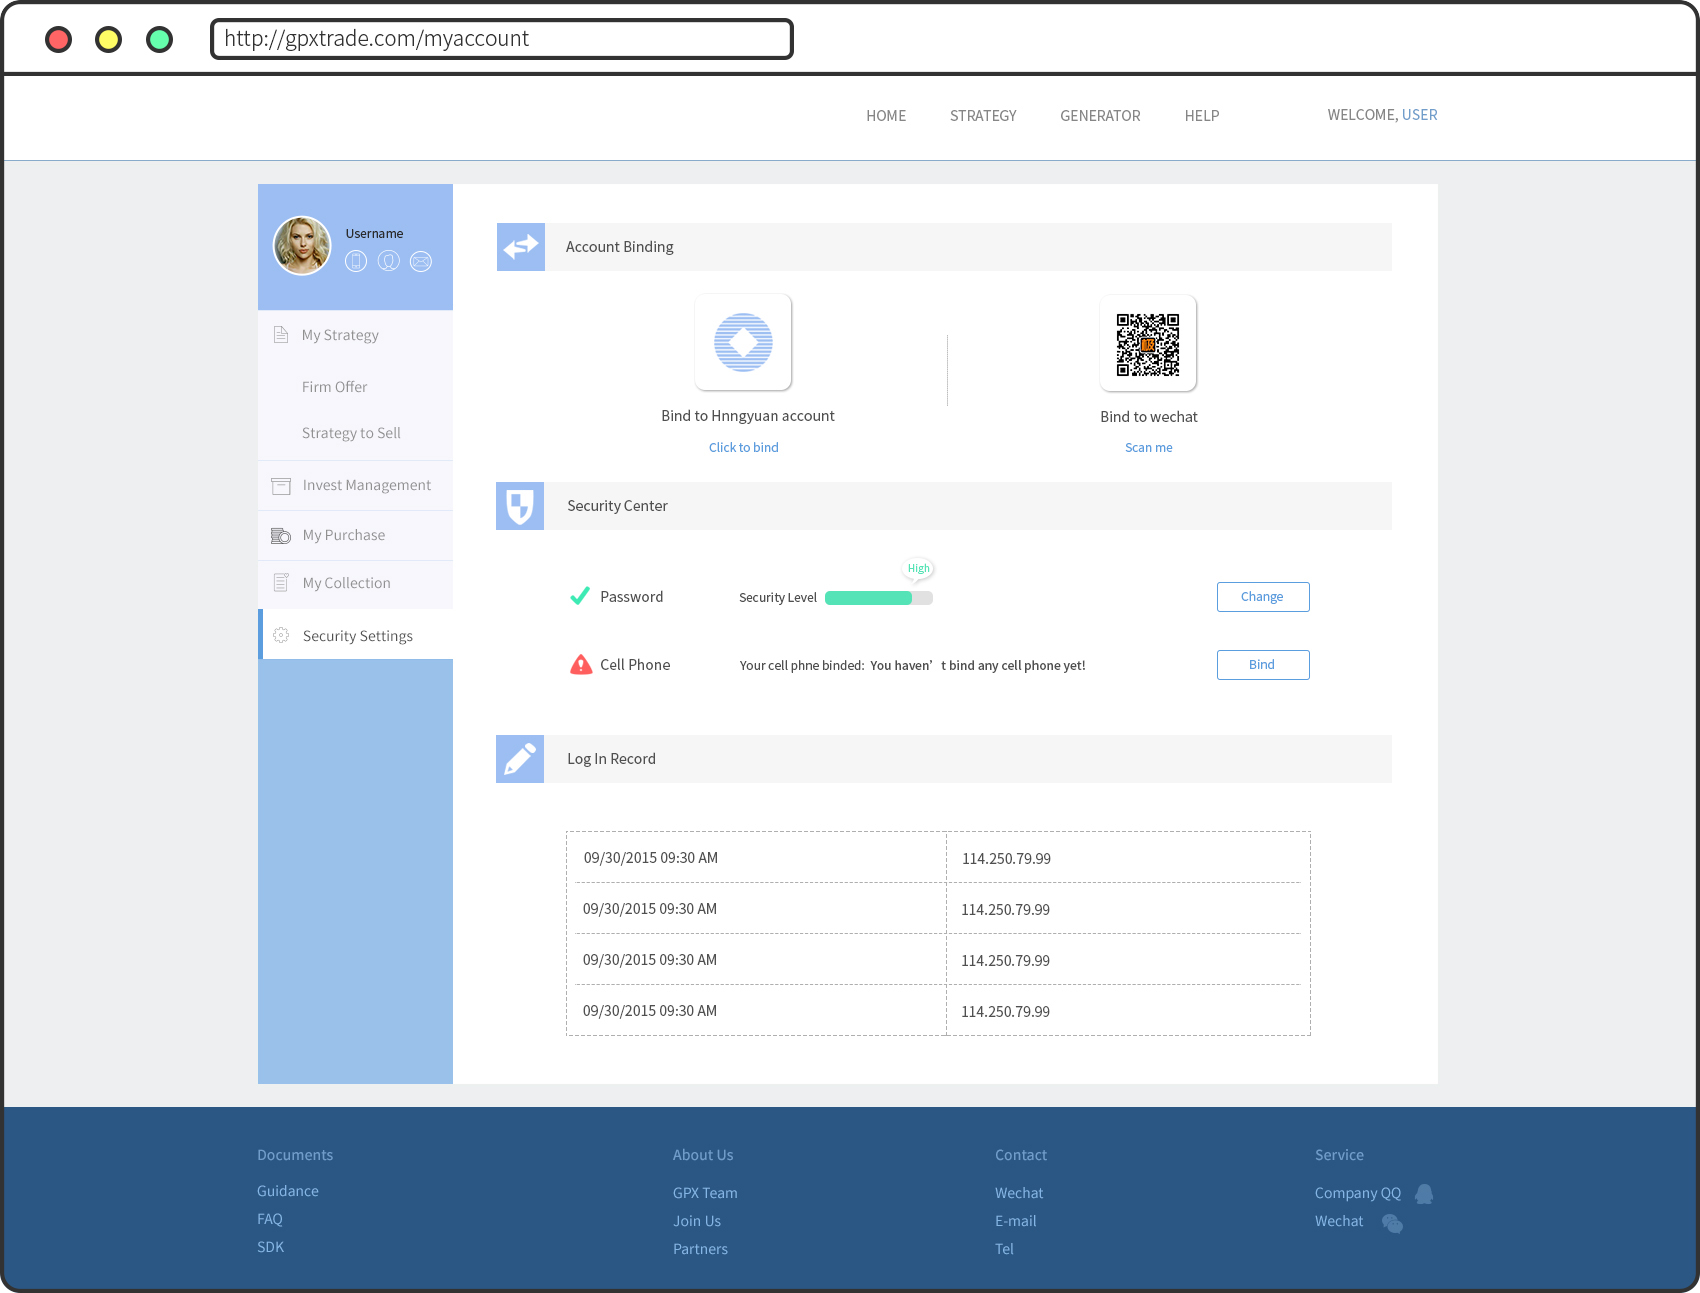 http://gpxtrade.com/myaccount
HOME STRATEGY GENERATOR HELP WELCOME, USER
Username
My Strategy
Firm Offer
Strategy to Sell
Invest Management
My Purchase
My Collection
Security Settings
Account Binding
Bind to Hnngyuan account
Click to bind
Bind to wechat
Scan me
Security Center
High
Password Security Level Change
Cell Phone Your cell phne binded: You haven’t bind any cell phone yet! Bind
Log In Record
09/30/2015 09:30 AM 114.250.79.99
09/30/2015 09:30 AM 114.250.79.99
09/30/2015 09:30 AM 114.250.79.99
09/30/2015 09:30 AM 114.250.79.99
Documents
Guidance
FAQ
SDK
About Us
GPX Team
Join Us
Partners
Contact
Wechat
E-mail
Tel
Service
Company QQ
Wechat